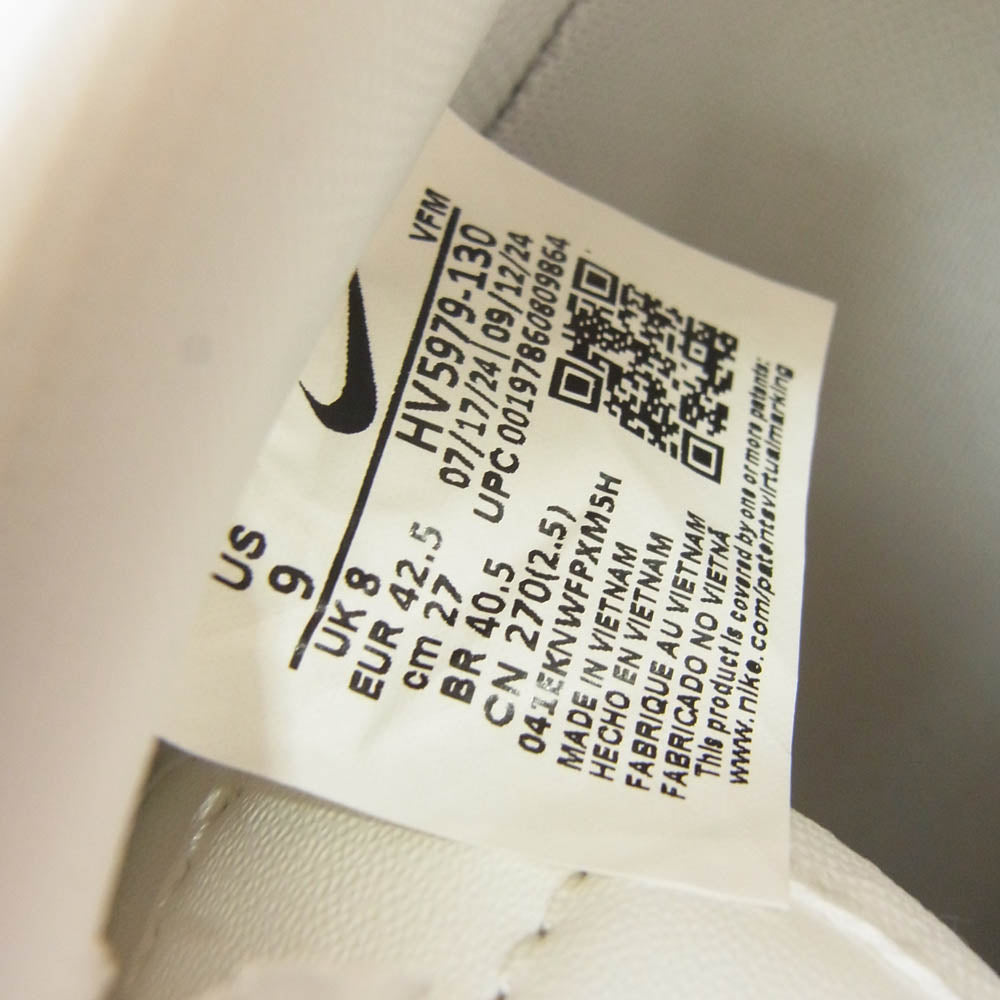 VFM
US
9
UK 8
EUR 42.5
cm 27
BR 40.5
CN 270(2.5)
HV5979-130
07/17/24|09/12/24
UPC 00197860809864
041EKNWFPXM5H
MADE IN VIETNAM
HECHO EN VIETNAM
FABRIQUE AU VIETNAM
FABRICADO NO VIETNÃ
This product is covered by one or more patents:
www.nike.com/patentsvirtualmarking